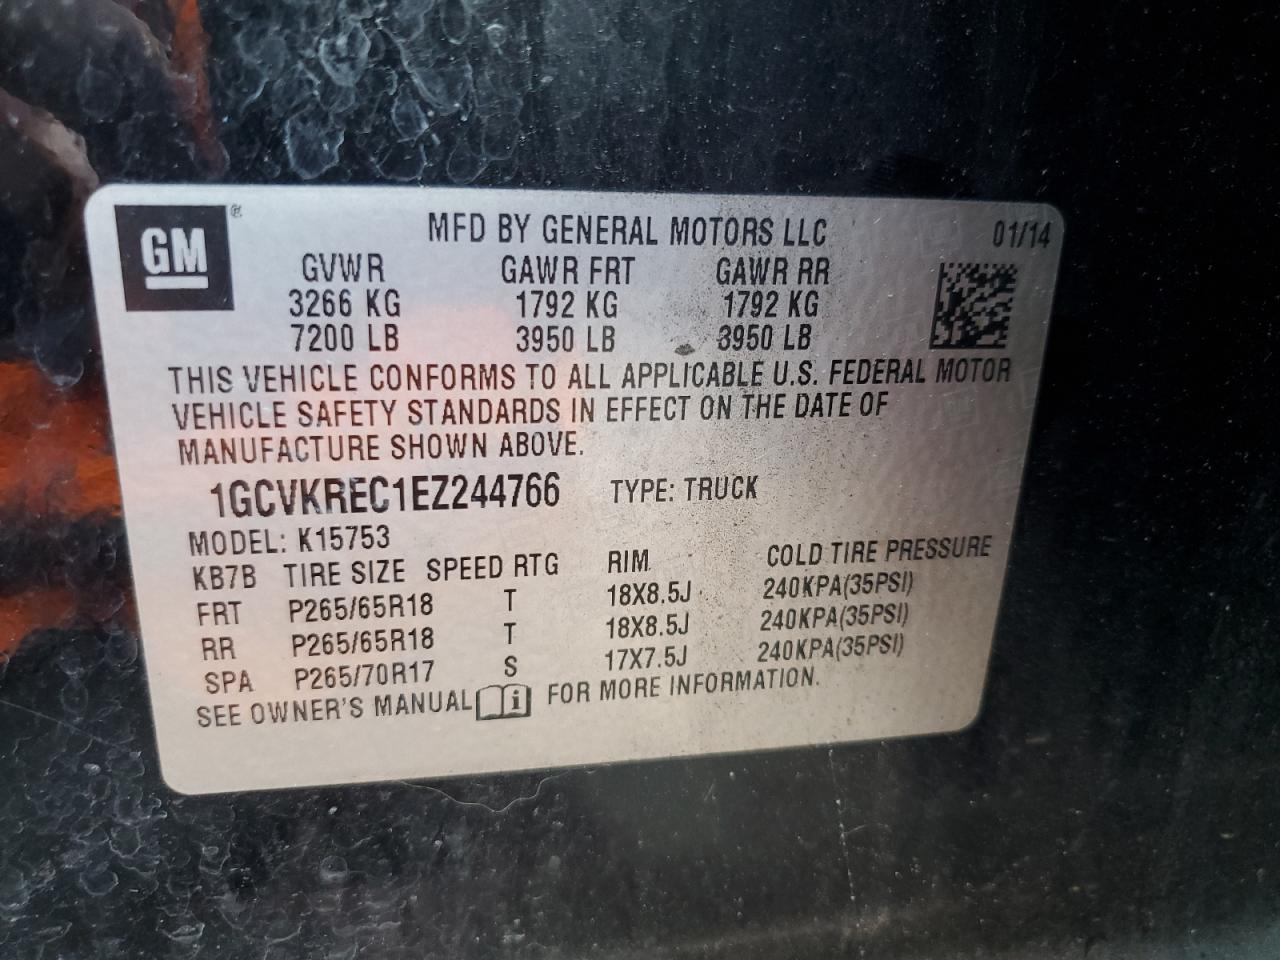 GM ®
MFD BY GENERAL MOTORS LLC 01/14
GVWR GAWR FRT GAWR RR
3266 KG 1792 KG 1792 KG
7200 LB 3950 LB 3950 LB
THIS VEHICLE CONFORMS TO ALL APPLICABLE U.S. FEDERAL MOTOR
VEHICLE SAFETY STANDARDS IN EFFECT ON THE DATE OF
MANUFACTURE SHOWN ABOVE.
1GCVKREC1EZ244766 TYPE: TRUCK
MODEL: K15753
KB7B TIRE SIZE SPEED RTG RIM COLD TIRE PRESSURE
FRT P265/65R18 T 18X8.5J 240KPA(35PSI)
RR P265/65R18 T 18X8.5J 240KPA(35PSI)
SPA P265/70R17 S 17X7.5J 240KPA(35PSI)
SEE OWNER'S MANUAL i FOR MORE INFORMATION.